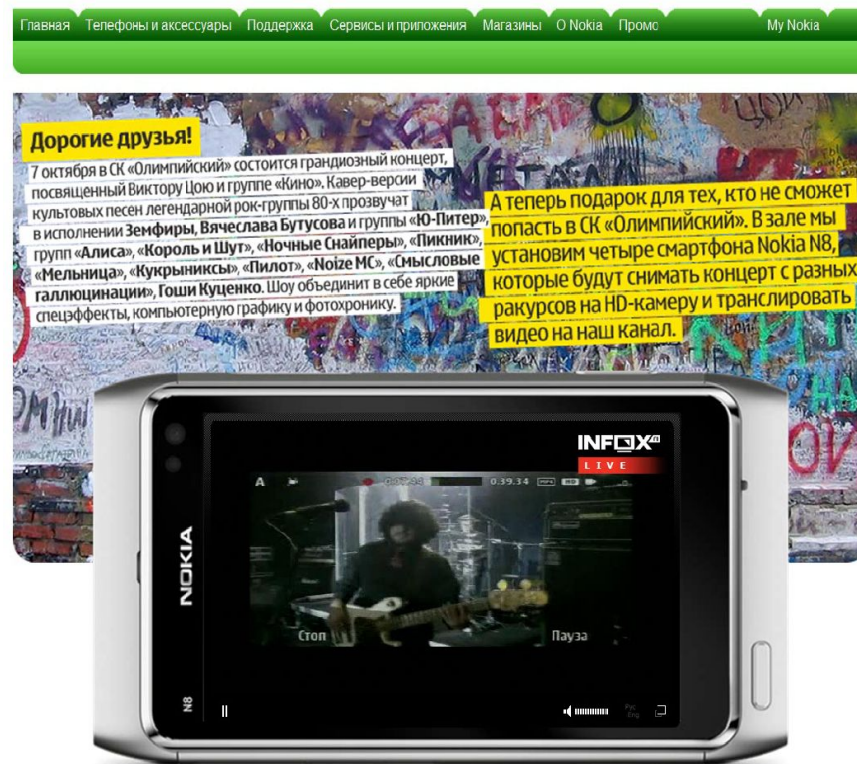 Главная Телефоны и аксессуары Поддержка Сервисы и приложения Магазины О Nokia Промо My Nokia
Дорогие друзья!
7 октября в СК «Олимпийский» состоится грандиозный концерт,
посвященный Виктору Цою и группе «Кино». Кавер-версии
культовых песен легендарной рок-группы 80-х прозвучат
в исполнении Земфиры, Вячеслава Бутусова и группы «Ю-Питер»,
групп «Алиса», «Король и Шут», «Ночные Снайперы», «Пикник»,
«Мельница», «Кукрыниксы», «Пилот», «Noize MC», «Смысловые
галлюцинации», Гоши Куценко. Шоу объединит в себе яркие
спецэффекты, компьютерную графику и фотохронику.
А теперь подарок для тех, кто не сможет
попасть в СК «Олимпийский». В зале мы
установим четыре смартфона Nokia N8,
которые будут снимать концерт с разных
ракурсов на HD-камеру и транслировать
видео на наш канал.
INFOX
LIVE
A 0.39.34
Стоп Пауза
NOKIA
N8
Рус
Eng